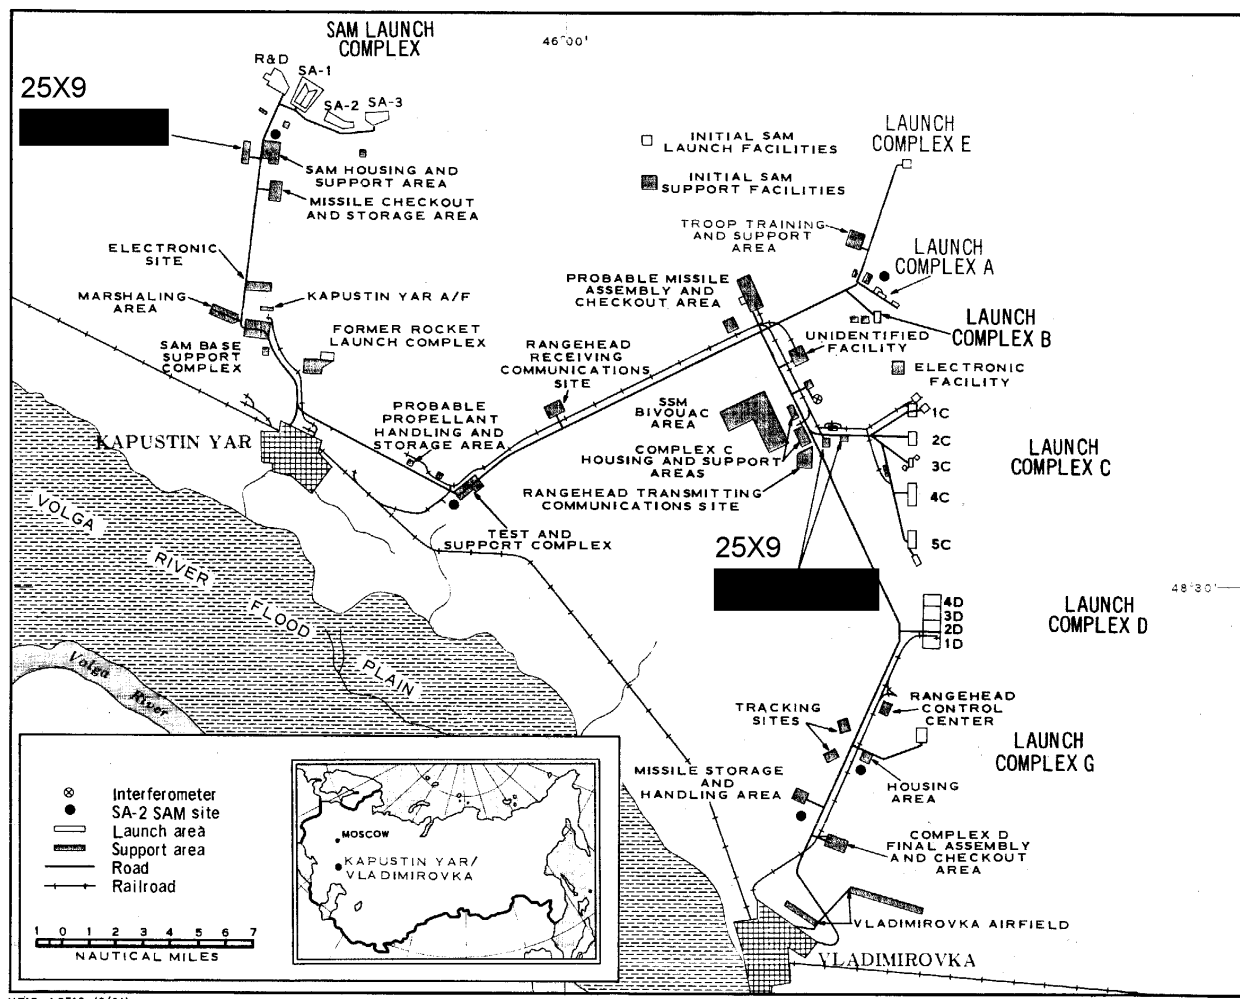 SAM LAUNCH
COMPLEX
46°00'
R&D
SA-1
SA-2
SA-3
25X9
SAM HOUSING AND
SUPPORT AREA
MISSILE CHECKOUT
AND STORAGE AREA
ELECTRONIC
SITE
MARSHALING
AREA
KAPUSTIN YAR A/F
SAM BASE
SUPPORT
COMPLEX
FORMER ROCKET
LAUNCH COMPLEX
INITIAL SAM
LAUNCH FACILITIES
INITIAL SAM
SUPPORT FACILITIES
LAUNCH
COMPLEX E
TROOP TRAINING
AND SUPPORT
AREA
LAUNCH
COMPLEX A
PROBABLE MISSILE
ASSEMBLY AND
CHECKOUT AREA
LAUNCH
COMPLEX B
UNIDENTIFIED
FACILITY
ELECTRONIC
FACILITY
RANGEHEAD
RECEIVING
COMMUNICATIONS
SITE
SSM
BIVOUAC
AREA
PROBABLE
PROPELLANT
HANDLING AND
STORAGE AREA
KAPUSTIN YAR
COMPLEX C
HOUSING AND SUPPORT
AREAS
RANGEHEAD TRANSMITTING
COMMUNICATIONS SITE
1C
2C
3C
4C
5C
LAUNCH
COMPLEX C
TEST AND
SUPPORT COMPLEX
25X9
48°30'
VOLGA
RIVER
FLOOD
PLAIN
Volga
River
4D
3D
2D
1D
LAUNCH
COMPLEX D
RANGEHEAD
CONTROL
CENTER
TRACKING
SITES
LAUNCH
COMPLEX G
MISSILE STORAGE
AND
HANDLING AREA
HOUSING
AREA
COMPLEX D
FINAL ASSEMBLY
AND CHECKOUT
AREA
VLADIMIROVKA AIRFIELD
VLADIMIROVKA
Interferometer
SA-2 SAM site
Launch area
Support area
Road
Railroad
1 0 1 2 3 4 5 6 7
NAUTICAL MILES
MOSCOW
KAPUSTIN YAR/
VLADIMIROVKA